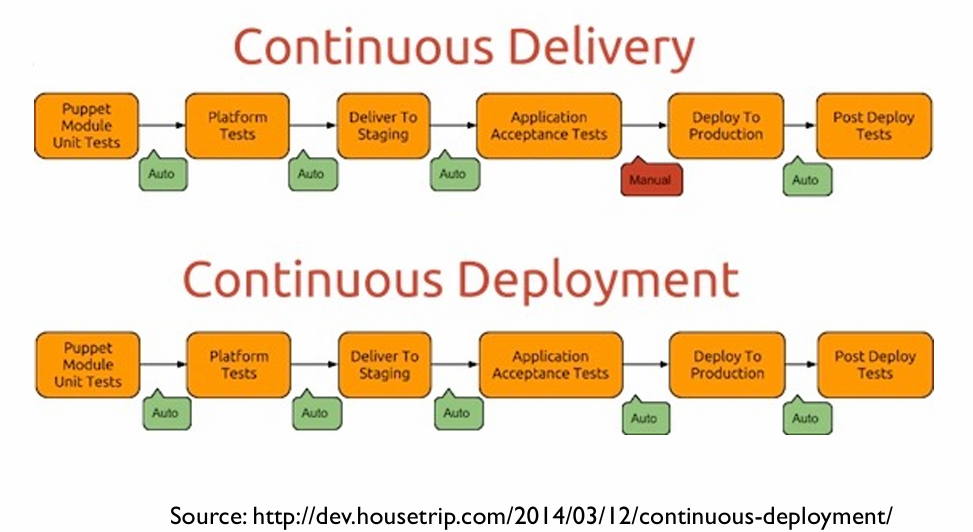 Continuous Delivery
Puppet
Module
Unit Tests
Platform
Tests
Deliver To
Staging
Application
Acceptance Tests
Deploy To
Production
Post Deploy
Tests
Auto
Auto
Auto
Manual
Auto
Continuous Deployment
Puppet
Module
Unit Tests
Platform
Tests
Deliver To
Staging
Application
Acceptance Tests
Deploy To
Production
Post Deploy
Tests
Auto
Auto
Auto
Auto
Auto
Source: http://dev.housetrip.com/2014/03/12/continuous-deployment/